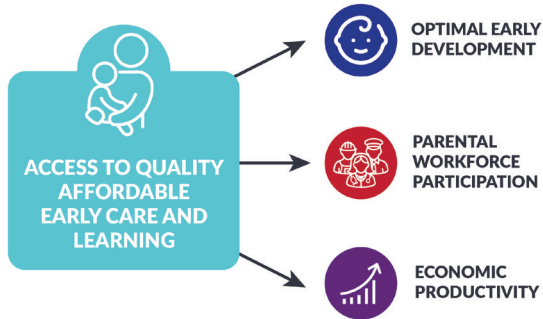 ACCESS TO QUALITY
AFFORDABLE
EARLY CARE AND
LEARNING
OPTIMAL EARLY
DEVELOPMENT
PARENTAL
WORKFORCE
PARTICIPATION
ECONOMIC
PRODUCTIVITY